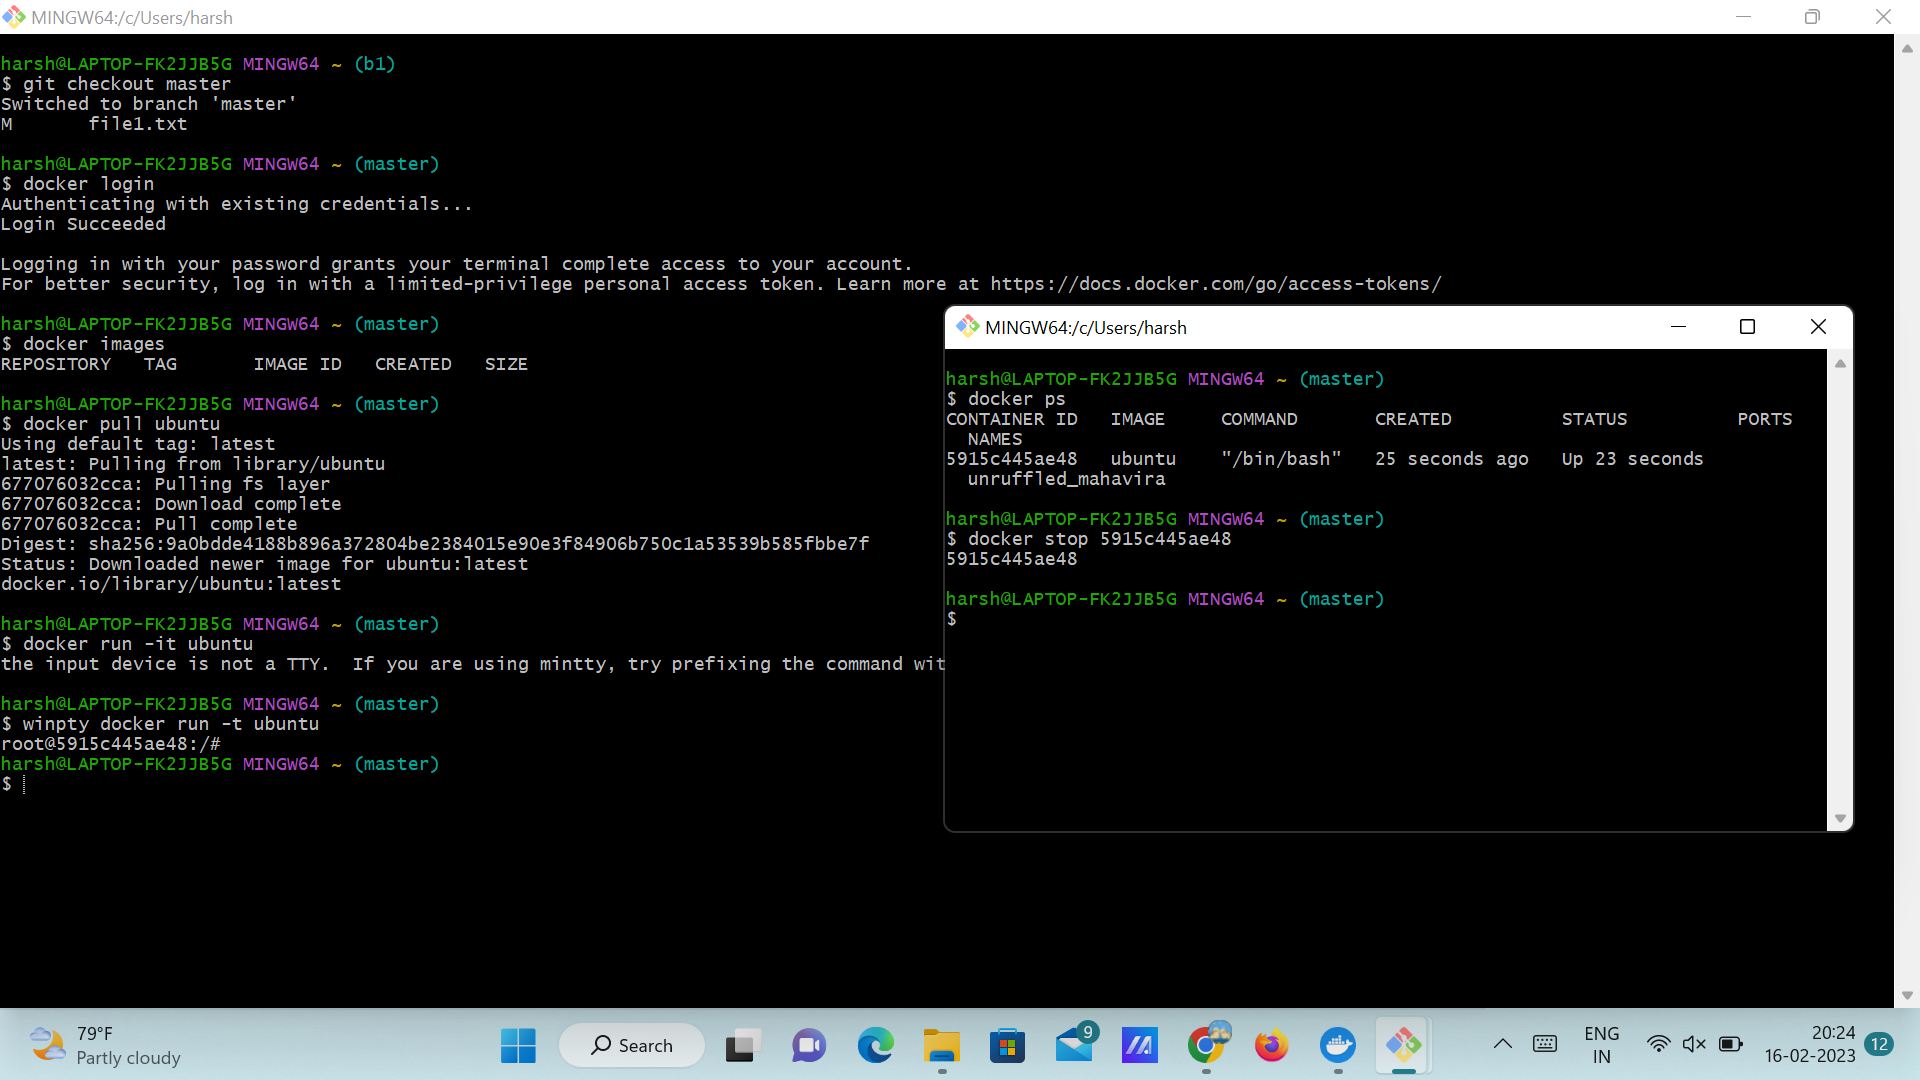 MINGW64:/c/Users/harsh
harsh@LAPTOP-FK2JJB5G MINGW64 ~ (b1)
$ git checkout master
Switched to branch 'master'
M       file1.txt
harsh@LAPTOP-FK2JJB5G MINGW64 ~ (master)
$ docker login
Authenticating with existing credentials...
Login Succeeded
Logging in with your password grants your terminal complete access to your account.
For better security, log in with a limited-privilege personal access token. Learn more at https://docs.docker.com/go/access-tokens/
harsh@LAPTOP-FK2JJB5G MINGW64 ~ (master)
$ docker images
REPOSITORY   TAG       IMAGE ID   CREATED   SIZE
harsh@LAPTOP-FK2JJB5G MINGW64 ~ (master)
$ docker pull ubuntu
Using default tag: latest
latest: Pulling from library/ubuntu
677076032cca: Pulling fs layer
677076032cca: Download complete
677076032cca: Pull complete
Digest: sha256:9a0bdde4188b896a372804be2384015e90e3f84906b750c1a53539b585fbbe7f
Status: Downloaded newer image for ubuntu:latest
docker.io/library/ubuntu:latest
harsh@LAPTOP-FK2JJB5G MINGW64 ~ (master)
$ docker run -it ubuntu
the input device is not a TTY.  If you are using mintty, try prefixing the command wit
harsh@LAPTOP-FK2JJB5G MINGW64 ~ (master)
$ winpty docker run -t ubuntu
root@5915c445ae48:/#
harsh@LAPTOP-FK2JJB5G MINGW64 ~ (master)
$
MINGW64:/c/Users/harsh
harsh@LAPTOP-FK2JJB5G MINGW64 ~ (master)
$ docker ps
CONTAINER ID   IMAGE     COMMAND       CREATED          STATUS          PORTS
NAMES
5915c445ae48   ubuntu    "/bin/bash"   25 seconds ago   Up 23 seconds
unruffled_mahavira
harsh@LAPTOP-FK2JJB5G MINGW64 ~ (master)
$ docker stop 5915c445ae48
5915c445ae48
harsh@LAPTOP-FK2JJB5G MINGW64 ~ (master)
$
79°F
Partly cloudy
Search
9
ENG
IN
20:24
16-02-2023
12